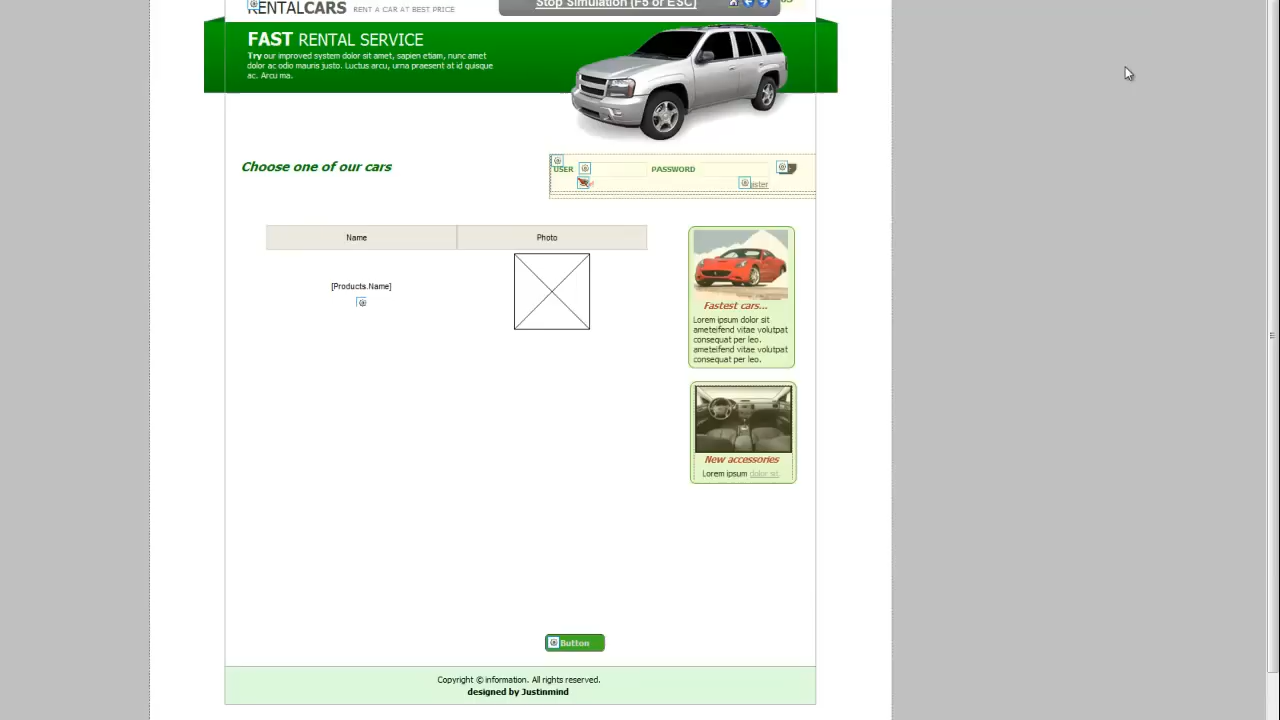 RENTALCARS RENT A CAR AT BEST PRICE
Stop Simulation (F5 or ESC)
FAST RENTAL SERVICE
Try our improved system dolor sit amet, sapien etiam, nunc amet
dolor ac odio mauris justo. Luctus arcu, urna praesent at id quisque
ac. Arcu ma.
Choose one of our cars
USER
PASSWORD
Name
Photo
[Products.Name]
Fastest cars...
Lorem ipsum dolor sit
ameteifend vitae volutpat
consequat per leo.
ameteifend vitae volutpat
consequat per leo.
New accessories
Lorem ipsum dolor sit.
Button
Copyright © information. All rights reserved.
designed by Justinmind